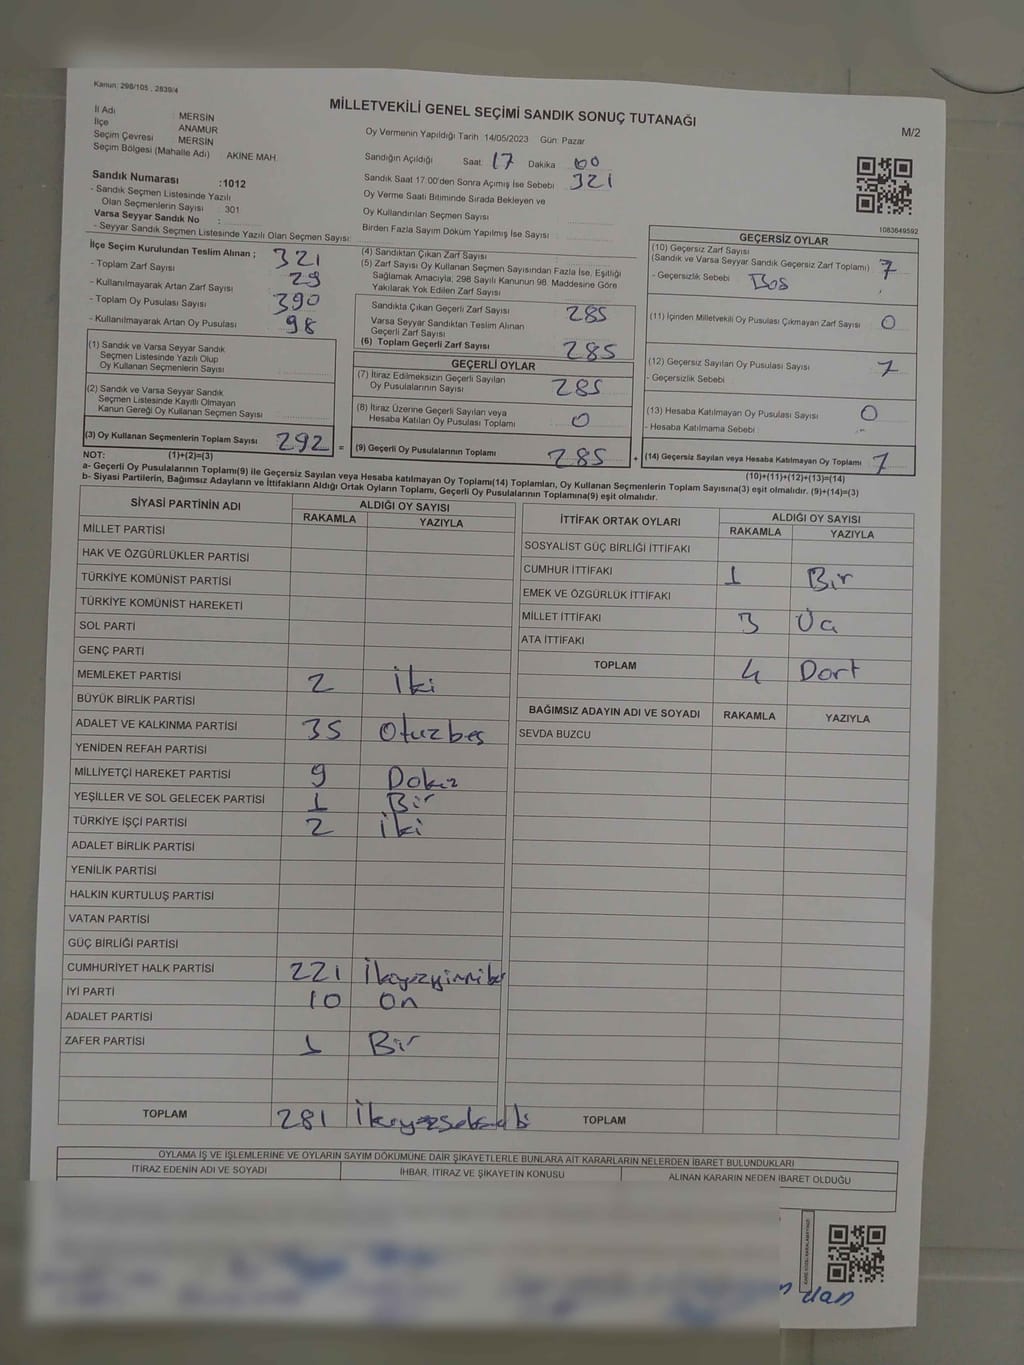 Kanun: 298/105 , 2839/4
MİLLETVEKİLİ GENEL SEÇİMİ SANDIK SONUÇ TUTANAĞI
M/2
İl Adı : MERSİN
İlçe ANAMUR
Seçim Çevresi : MERSİN
Seçim Bölgesi (Mahalle Adı) AKİNE MAH.
Sandık Numarası :1012
- Sandık Seçmen Listesinde Yazılı
Olan Seçmenlerin Sayısı : 301
Varsa Seyyar Sandık No :
- Seyyar Sandık Seçmen Listesinde Yazılı Olan Seçmen Sayısı:
Oy Vermenin Yapıldığı Tarih 14/05/2023 Gün: Pazar
Sandığın Açıldığı Saat: 17 Dakika 00
Sandık Saat 17:00'den Sonra Açımış İse Sebebi 321
Oy Verme Saati Bitiminde Sırada Bekleyen ve
Oy Kullandırılan Seçmen Sayısı
Birden Fazla Sayım Döküm Yapılmış İse Sayısı :
1083649592
İlçe Seçim Kurulundan Teslim Alınan ;
- Toplam Zarf Sayısı 321
- Kullanılmayarak Artan Zarf Sayısı 29
- Toplam Oy Pusulası Sayısı 390
- Kullanılmayarak Artan Oy Pusulası 98
(1) Sandık ve Varsa Seyyar Sandık
Seçmen Listesinde Yazılı Olup
Oy Kullanan Seçmenlerin Sayısı
(2) Sandık ve Varsa Seyyar Sandık
Seçmen Listesinde Kayıtlı Olmayan
Kanun Gereği Oy Kullanan Seçmen Sayısı
(3) Oy Kullanan Seçmenlerin Toplam Sayısı 292 =
(1)+(2)=(3)
(4) Sandıktan Çıkan Zarf Sayısı :
(5) Zarf Sayısı Oy Kullanan Seçmen Sayısından Fazla İse, Eşitliği
Sağlamak Amacıyla; 298 Sayılı Kanunun 98. Maddesine Göre
Yakılarak Yok Edilen Zarf Sayısı
Sandıkta Çıkan Geçerli Zarf Sayısı 285
Varsa Seyyar Sandıktan Teslim Alınan
Geçerli Zarf Sayısı
(6) Toplam Geçerli Zarf Sayısı 285
GEÇERLİ OYLAR
(7) İtiraz Edilmeksizin Geçerli Sayılan
Oy Pusulalarının Sayısı 285
(8) İtiraz Üzerine Geçerli Sayılan veya
Hesaba Katılan Oy Pusulası Toplamı 0
(9) Geçerli Oy Pusulalarının Toplamı 285 +
GEÇERSİZ OYLAR
(10) Geçersiz Zarf Sayısı
(Sandık ve Varsa Seyyar Sandık Geçersiz Zarf Toplamı) 7
- Geçersizlik Sebebi : Bos
(11) İçinden Milletvekili Oy Pusulası Çıkmayan Zarf Sayısı 0
(12) Geçersiz Sayılan Oy Pusulası Sayısı 7
- Geçersizlik Sebebi
(13) Hesaba Katılmayan Oy Pusulası Sayısı 0
- Hesaba Katılmama Sebebi :
(14) Geçersiz Sayılan veya Hesaba Katılmayan Oy Toplamı 7
(10)+(11)+(12)+(13)=(14)
NOT:
a- Geçerli Oy Pusulalarının Toplamı(9) ile Geçersiz Sayılan veya Hesaba katılmayan Oy Toplamı(14) Toplamları, Oy Kullanan Seçmenlerin Toplam Sayısına(3) eşit olmalıdır. (9)+(14)=(3)
b- Siyasi Partilerin, Bağımsız Adayların ve İttifakların Aldığı Ortak Oyların Toplamı, Geçerli Oy Pusulalarının Toplamına(9) eşit olmalıdır.
SİYASİ PARTİNİN ADI ALDIĞI OY SAYISI
RAKAMLA YAZIYLA
MİLLET PARTİSİ
HAK VE ÖZGÜRLÜKLER PARTİSİ
TÜRKİYE KOMÜNİST PARTİSİ
TÜRKİYE KOMÜNİST HAREKETİ
SOL PARTİ
GENÇ PARTİ
MEMLEKET PARTİSİ 2 İki
BÜYÜK BİRLİK PARTİSİ
ADALET VE KALKINMA PARTİSİ 35 Otuzbeş
YENİDEN REFAH PARTİSİ
MİLLİYETÇİ HAREKET PARTİSİ 9 Dokuz
YEŞİLLER VE SOL GELECEK PARTİSİ 1 Bir
TÜRKİYE İŞÇİ PARTİSİ 2 iki
ADALET BİRLİK PARTİSİ
YENİLİK PARTİSİ
HALKIN KURTULUŞ PARTİSİ
VATAN PARTİSİ
GÜÇ BİRLİĞİ PARTİSİ
CUMHURİYET HALK PARTİSİ 221
İYİ PARTİ 10 On
ADALET PARTİSİ
ZAFER PARTİSİ 1 Bir
TOPLAM 281
İTTİFAK ORTAK OYLARI ALDIĞI OY SAYISI
RAKAMLA YAZIYLA
SOSYALİST GÜÇ BİRLİĞİ İTTİFAKI
CUMHUR İTTİFAKI 1 Bir
EMEK VE ÖZGÜRLÜK İTTİFAKI
MİLLET İTTİFAKI 3 Üç
ATA İTTİFAKI
TOPLAM 4 Dort
BAĞIMSIZ ADAYIN ADI VE SOYADI RAKAMLA YAZIYLA
SEVDA BUZCU
TOPLAM
OYLAMA İŞ VE İŞLEMLERİNE VE OYLARIN SAYIM DÖKÜMÜNE DAİR ŞİKAYETLERLE BUNLARA AİT KARARLARIN NELERDEN İBARET BULUNDUKLARI
İTİRAZ EDENİN ADI VE SOYADI İHBAR, İTİRAZ VE ŞİKAYETİN KONUSU ALINAN KARARIN NEDEN İBARET OLDUĞU